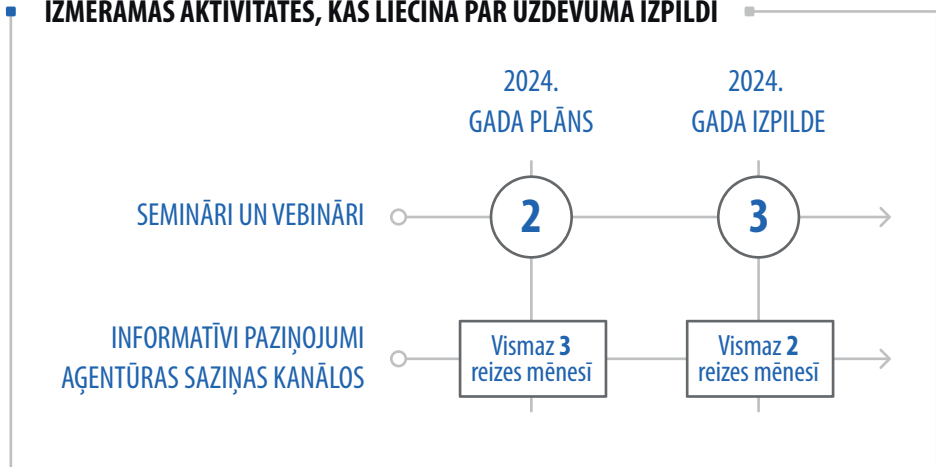 IZMĒRĀMĀS AKTIVITĀTES, KAS LIECINA PAR UZDEVUMA IZPILDI
2024.
GADA PLĀNS
2024.
GADA IZPILDE
SEMINĀRI UN VEBINĀRI
2
3
INFORMATĪVI PAZIŅOJUMI
AĢENTŪRAS SAZIŅAS KANĀLOS
Vismaz 3
reizes mēnesī
Vismaz 2
reizes mēnesī